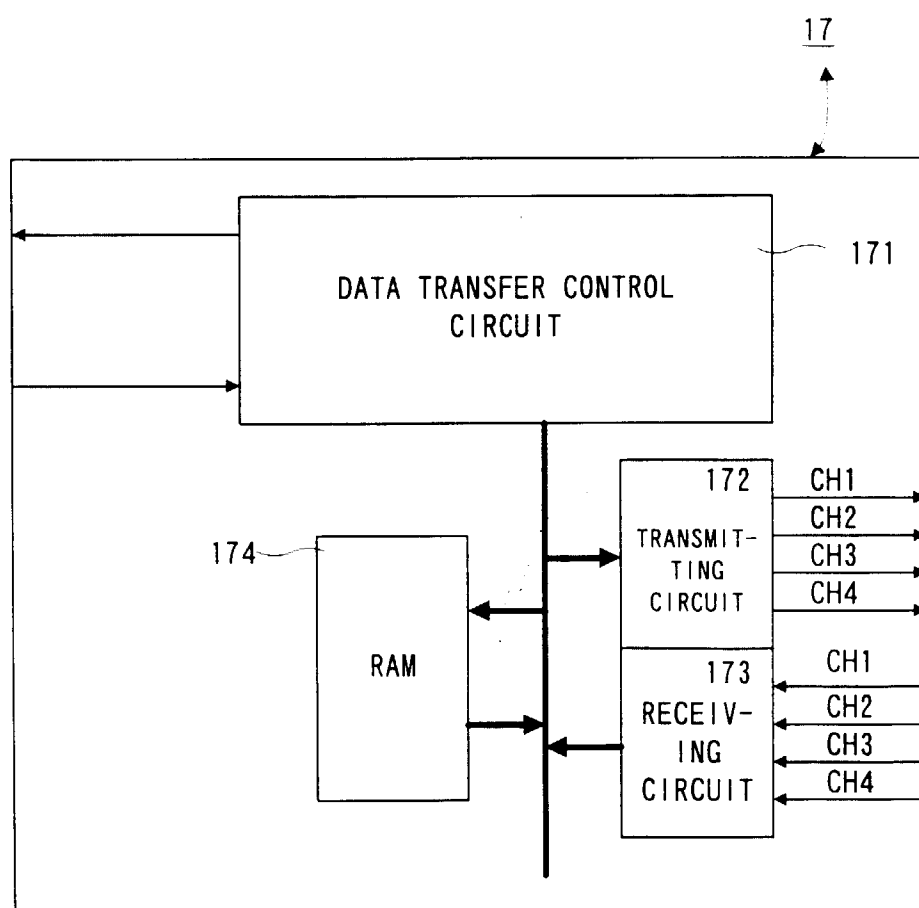 17
171
DATA TRANSFER CONTROL
CIRCUIT
172
TRANSMIT-
TING
CIRCUIT
CH1
CH2
CH3
CH4
174
RAM
173
RECEIV-
ING
CIRCUIT
CH1
CH2
CH3
CH4